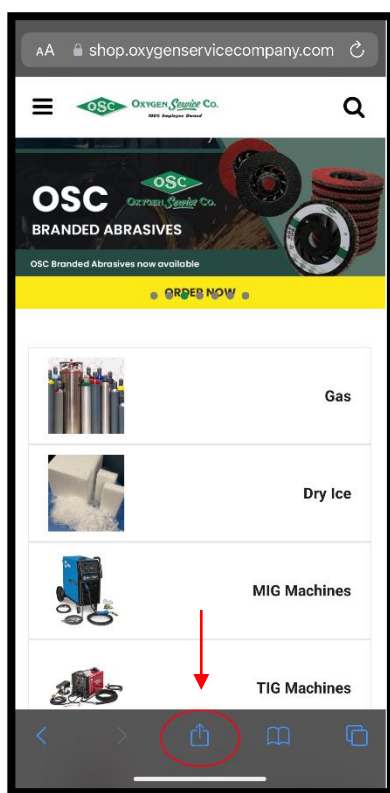 AA shop.oxygenservicecompany.com
OSC OXYGEN Service Co.
100% Employee Owned
OSC
OSC
OXYGEN Service Co.
BRANDED ABRASIVES
OSC Branded Abrasives now available
ORDER NOW
Gas
Dry Ice
MIG Machines
TIG Machines